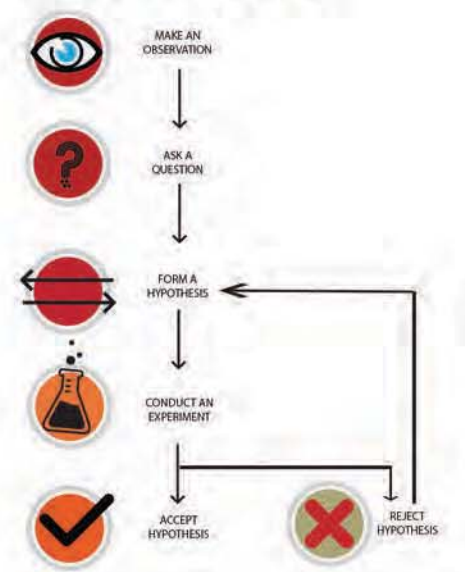 MAKE AN
OBSERVATION
ASK A
QUESTION
FORM A
HYPOTHESIS
CONDUCT AN
EXPERIMENT
ACCEPT
HYPOTHESIS
REJECT
HYPOTHESIS